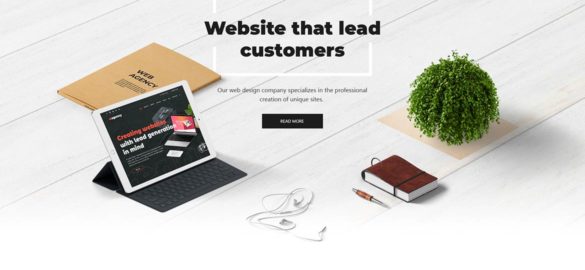 Website that lead
customers
Our web design company specializes in the professional
creation of unique sites.
READ MORE
WEB
AGENCY
Creating websites
with lead generation
in mind